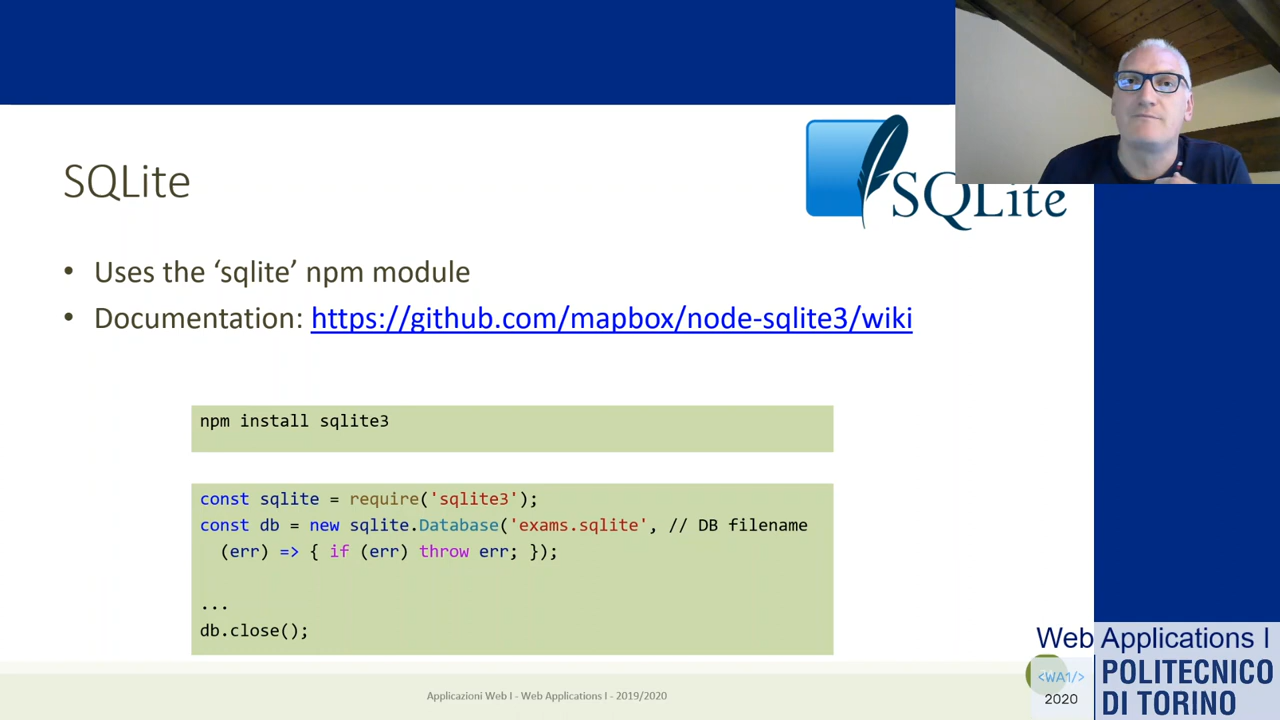 SQLite
SQLite
• Uses the ‘sqlite’ npm module
• Documentation: https://github.com/mapbox/node-sqlite3/wiki
npm install sqlite3
const sqlite = require('sqlite3');
const db = new sqlite.Database('exams.sqlite', // DB filename
(err) => { if (err) throw err; });
...
db.close();
Applicazioni Web I - Web Applications I - 2019/2020
Web Applications I
<WA1/>
2020
POLITECNICO
DI TORINO